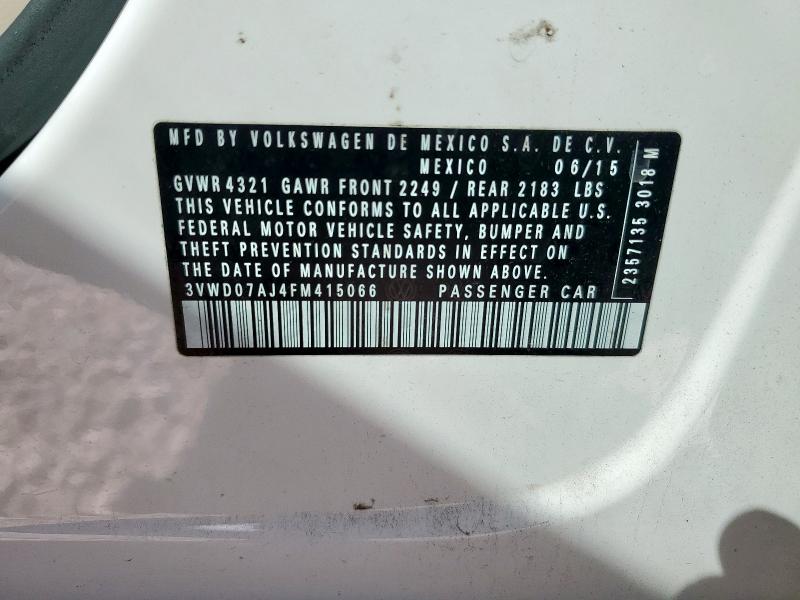 MFD BY VOLKSWAGEN DE MEXICO S.A. DE C.V.
MEXICO 06/15
GVWR 4321 GAWR FRONT 2249 / REAR 2183 LBS
THIS VEHICLE CONFORMS TO ALL APPLICABLE U.S.
FEDERAL MOTOR VEHICLE SAFETY, BUMPER AND
THEFT PREVENTION STANDARDS IN EFFECT ON
THE DATE OF MANUFACTURE SHOWN ABOVE.
3VWD07AJ4FM415066 PASSENGER CAR
2357135 3018 M